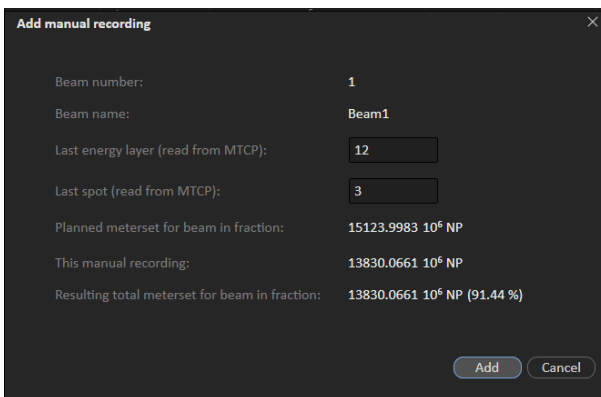 Add manual recording
Beam number: 1
Beam name: Beam1
Last energy layer (read from MTCP): 12
Last spot (read from MTCP): 3
Planned meterset for beam in fraction: 15123.9983 10⁶ NP
This manual recording: 13830.0661 10⁶ NP
Resulting total meterset for beam in fraction: 13830.0661 10⁶ NP (91.44 %)
Add Cancel